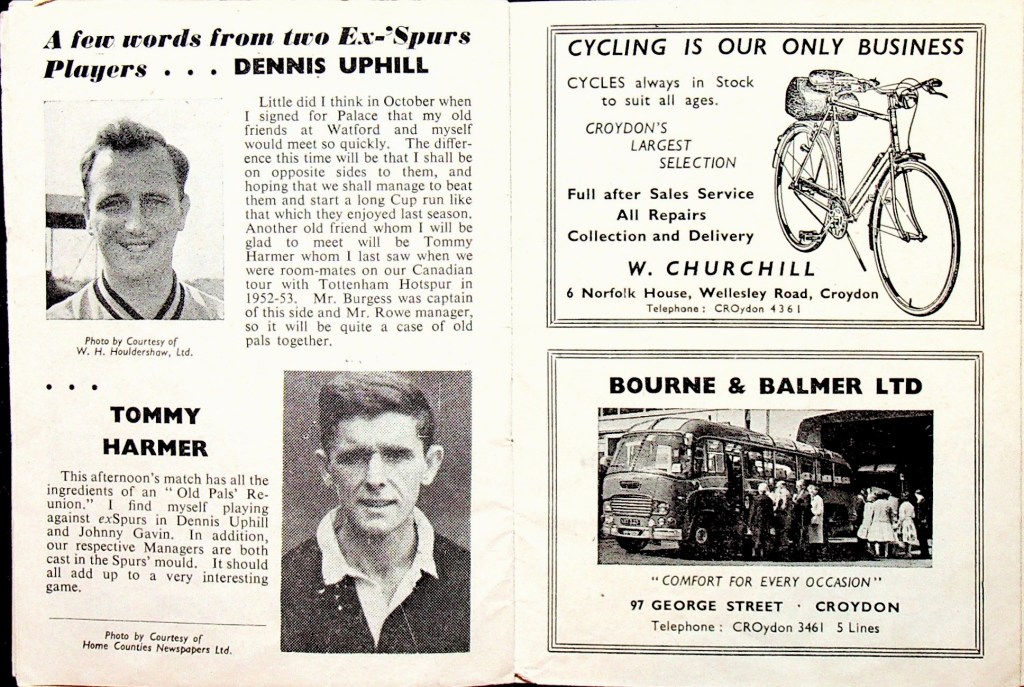 A few words from two Ex-'Spurs
Players . . . DENNIS UPHILL
Little did I think in October when
I signed for Palace that my old
friends at Watford and myself
would meet so quickly. The differ-
ence this time will be that I shall be
on opposite sides to them, and
hoping that we shall manage to beat
them and start a long Cup run like
that which they enjoyed last season.
Another old friend whom I will be
glad to meet will be Tommy
Harmer whom I last saw when we
were room-mates on our Canadian
tour with Tottenham Hotspur in
1952-53. Mr. Burgess was captain
of this side and Mr. Rowe manager,
so it will be quite a case of old
pals together.
Photo by Courtesy of
W. H. Houldershaw, Ltd.
. . .
TOMMY
HARMER
This afternoon's match has all the
ingredients of an " Old Pals' Re-
union." I find myself playing
against exSpurs in Dennis Uphill
and Johnny Gavin. In addition,
our respective Managers are both
cast in the Spurs' mould. It should
all add up to a very interesting
game.
Photo by Courtesy of
Home Counties Newspapers Ltd.
CYCLING IS OUR ONLY BUSINESS
CYCLES always in Stock
to suit all ages.
CROYDON'S
LARGEST
SELECTION
Full after Sales Service
All Repairs
Collection and Delivery
W. CHURCHILL
6 Norfolk House, Wellesley Road, Croydon
Telephone : CROydon 4361
BOURNE & BALMER LTD
"COMFORT FOR EVERY OCCASION"
97 GEORGE STREET · CROYDON
Telephone : CROydon 3461 5 Lines